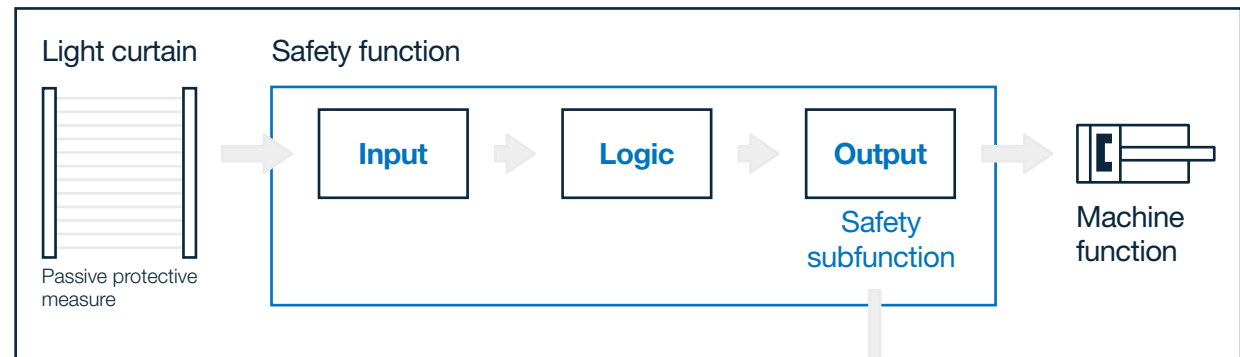 Light curtain
Safety function
Input
Logic
Output
Safety
subfunction
Machine
function
Passive protective
measure